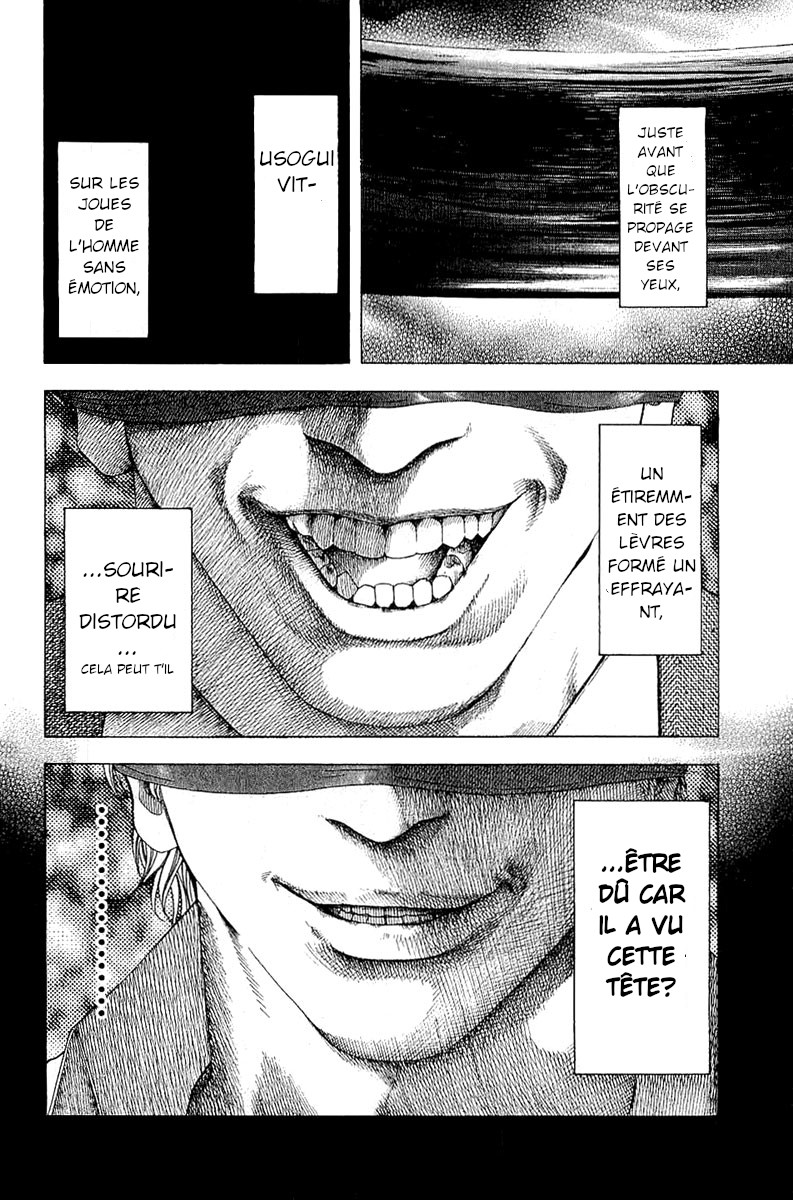 JUSTE
AVANT
QUE
L'OBSCU-
RITÉ SE
PROPAGE
DEVANT
SES
YEUX,
USOGUI
VIT-
SUR LES
JOUES
DE
L'HOMME
SANS
ÉMOTION,
UN
ÉTIREMM-
ENT DES
LÈVRES
FORMÉ UN
EFFRAYA-
NT,
...SOURI-
RE
DISTORDU
...
CELA PEUT T'IL
...ÊTRE
DÛ CAR
IL A VU
CETTE
TÊTE?